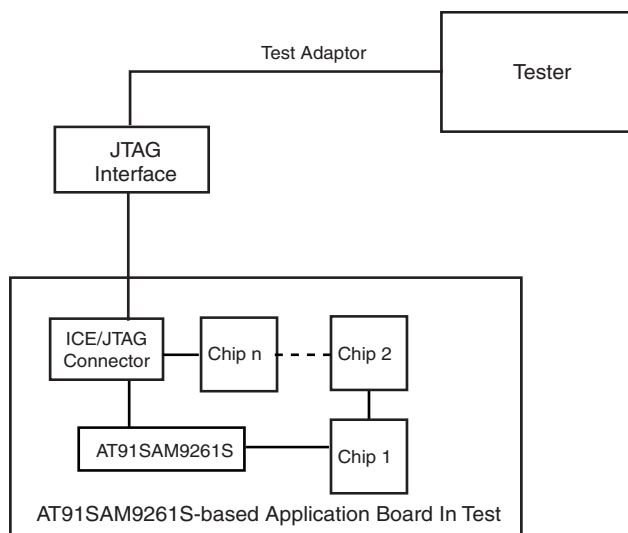 Test Adaptor
Tester
JTAG
Interface
ICE/JTAG
Connector
Chip n
Chip 2
AT91SAM9261S
Chip 1
AT91SAM9261S-based Application Board In Test